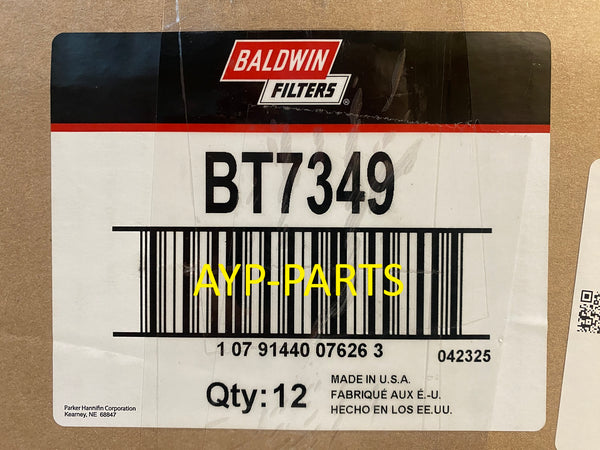 BALDWIN
FILTERS®
BT7349
AYP-PARTS
1 07 91440 07626 3
042325
Qty:12
MADE IN U.S.A.
FABRIQUÉ AUX É.-U.
HECHO EN LOS EE.UU.
Parker Hannifin Corporation
Kearney, NE 68847